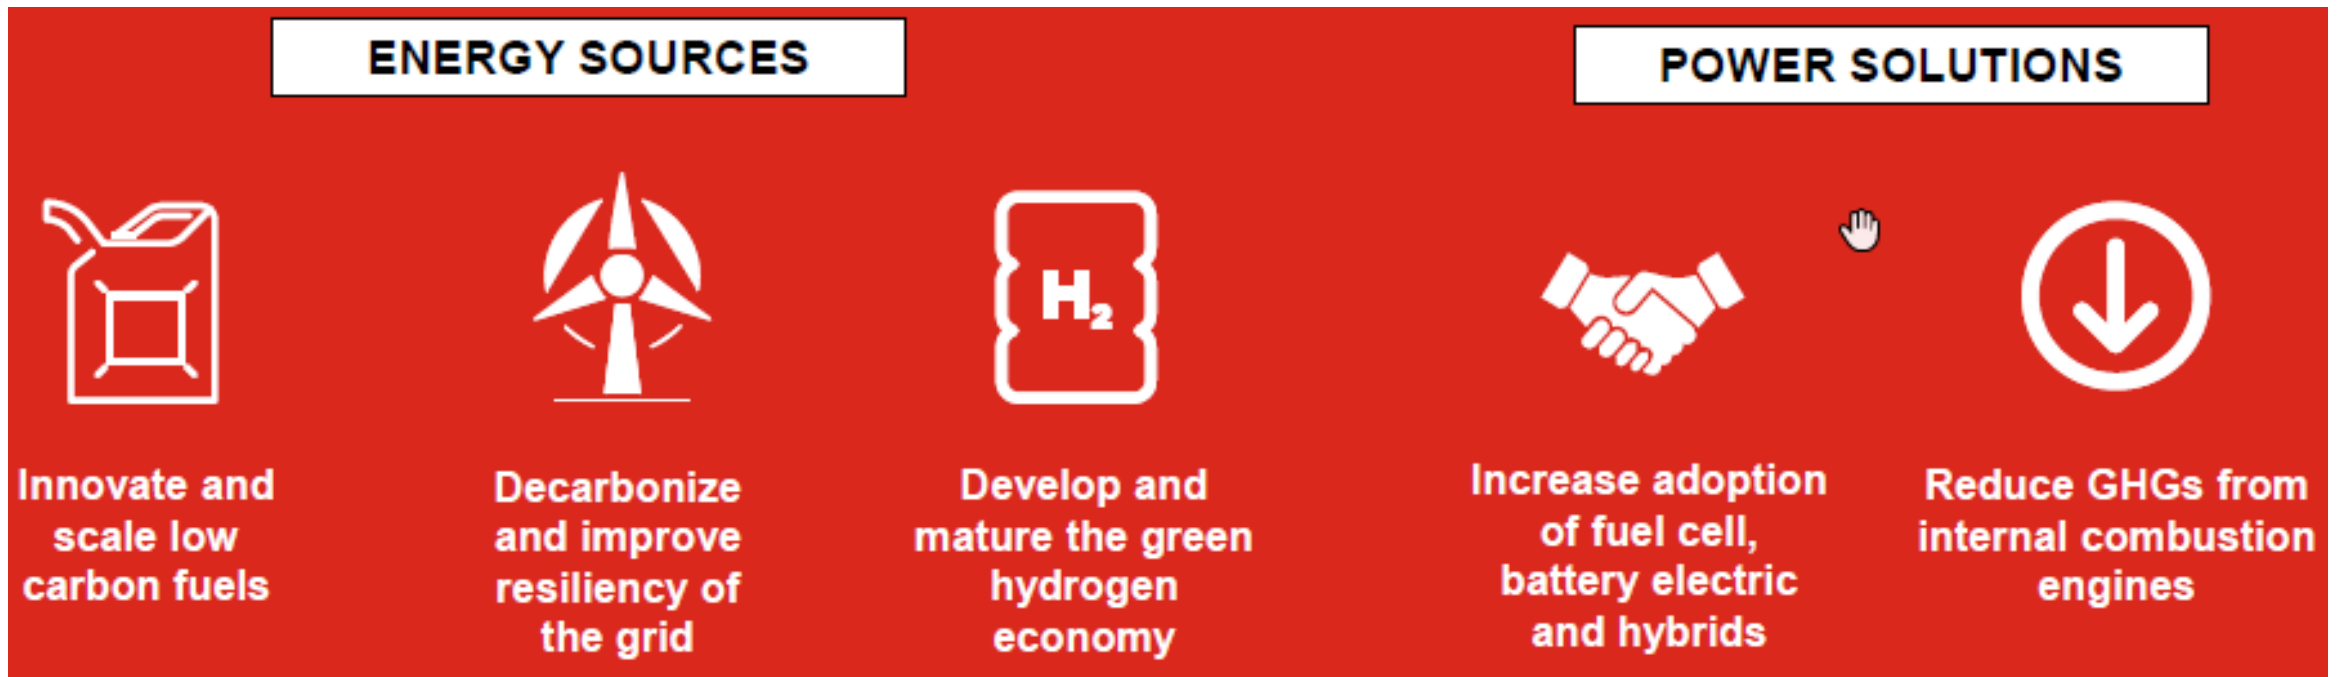 ENERGY SOURCES
POWER SOLUTIONS
H₂
Innovate and
scale low
carbon fuels
Decarbonize
and improve
resiliency of
the grid
Develop and
mature the green
hydrogen
economy
Increase adoption
of fuel cell,
battery electric
and hybrids
Reduce GHGs from
internal combustion
engines